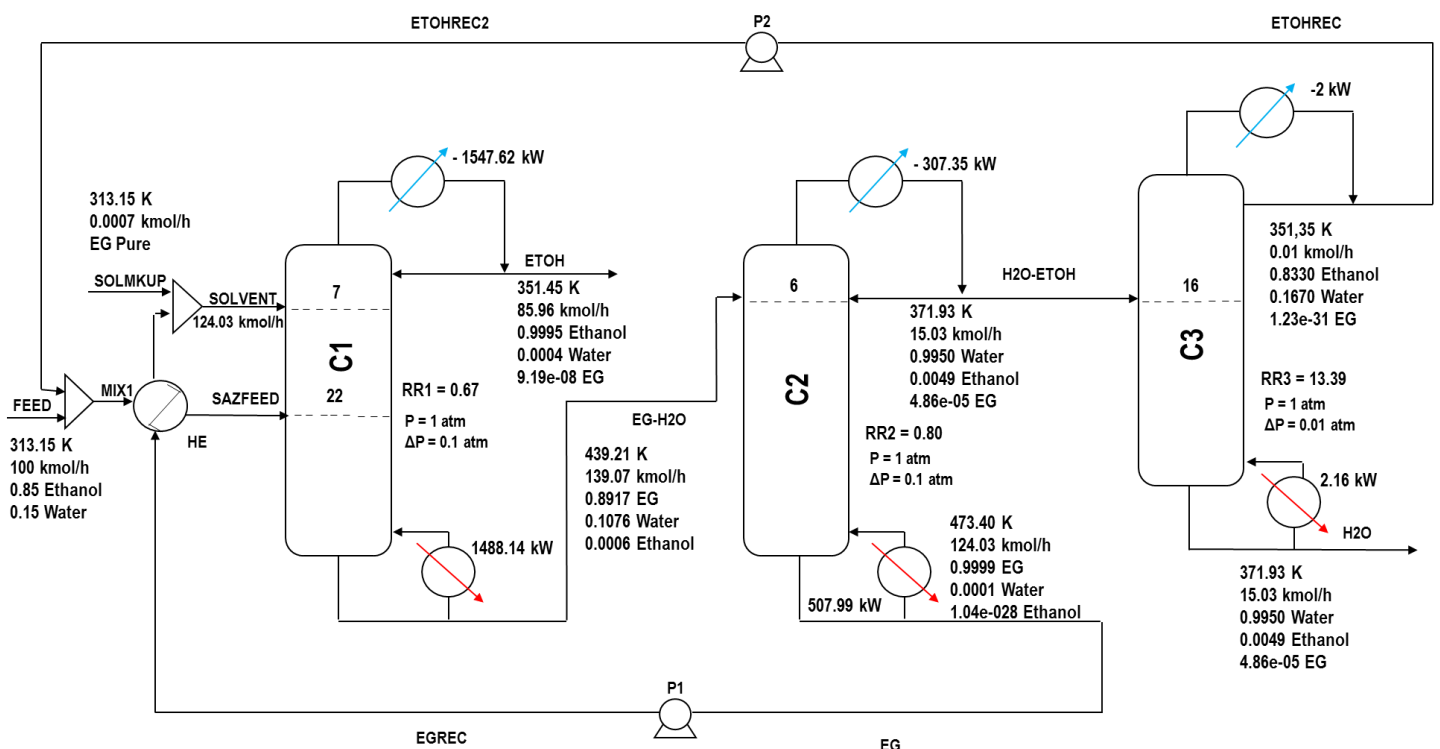 ETOHREC2
P2
ETOHREC
-2 kW
- 1547.62 kW
- 307.35 kW
313.15 K
0.0007 kmol/h
EG Pure
SOLMKUP
SOLVENT
124.03 kmol/h
7
C1
22
ETOH
351.45 K
85.96 kmol/h
0.9995 Ethanol
0.0004 Water
9.19e-08 EG
RR1 = 0.67
P = 1 atm
ΔP = 0.1 atm
FEED
MIX1
SAZFEED
HE
313.15 K
100 kmol/h
0.85 Ethanol
0.15 Water
1488.14 kW
EG-H2O
439.21 K
139.07 kmol/h
0.8917 EG
0.1076 Water
0.0006 Ethanol
6
C2
H2O-ETOH
371.93 K
15.03 kmol/h
0.9950 Water
0.0049 Ethanol
4.86e-05 EG
RR2 = 0.80
P = 1 atm
ΔP = 0.1 atm
473.40 K
124.03 kmol/h
0.9999 EG
0.0001 Water
1.04e-028 Ethanol
507.99 kW
16
C3
351,35 K
0.01 kmol/h
0.8330 Ethanol
0.1670 Water
1.23e-31 EG
RR3 = 13.39
P = 1 atm
ΔP = 0.01 atm
2.16 kW
H2O
371.93 K
15.03 kmol/h
0.9950 Water
0.0049 Ethanol
4.86e-05 EG
P1
EGREC
EG